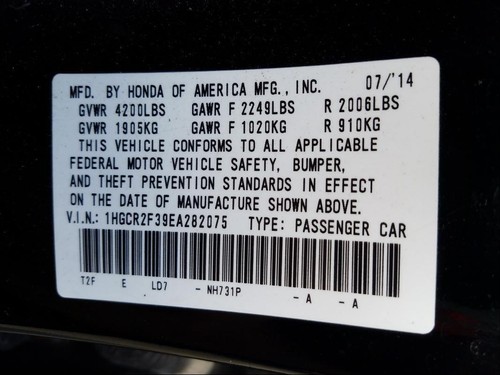 MFD. BY HONDA OF AMERICA MFG., INC. 07/'14
GVWR 4200LBS GAWR F 2249LBS R 2006LBS
GVWR 1905KG GAWR F 1020KG R 910KG
THIS VEHICLE CONFORMS TO ALL APPLICABLE
FEDERAL MOTOR VEHICLE SAFETY, BUMPER,
AND THEFT PREVENTION STANDARDS IN EFFECT
ON THE DATE OF MANUFACTURE SHOWN ABOVE.
V.I.N.: 1HGCR2F39EA282075 TYPE: PASSENGER CAR
T2F E LD7 - NH731P - A - A